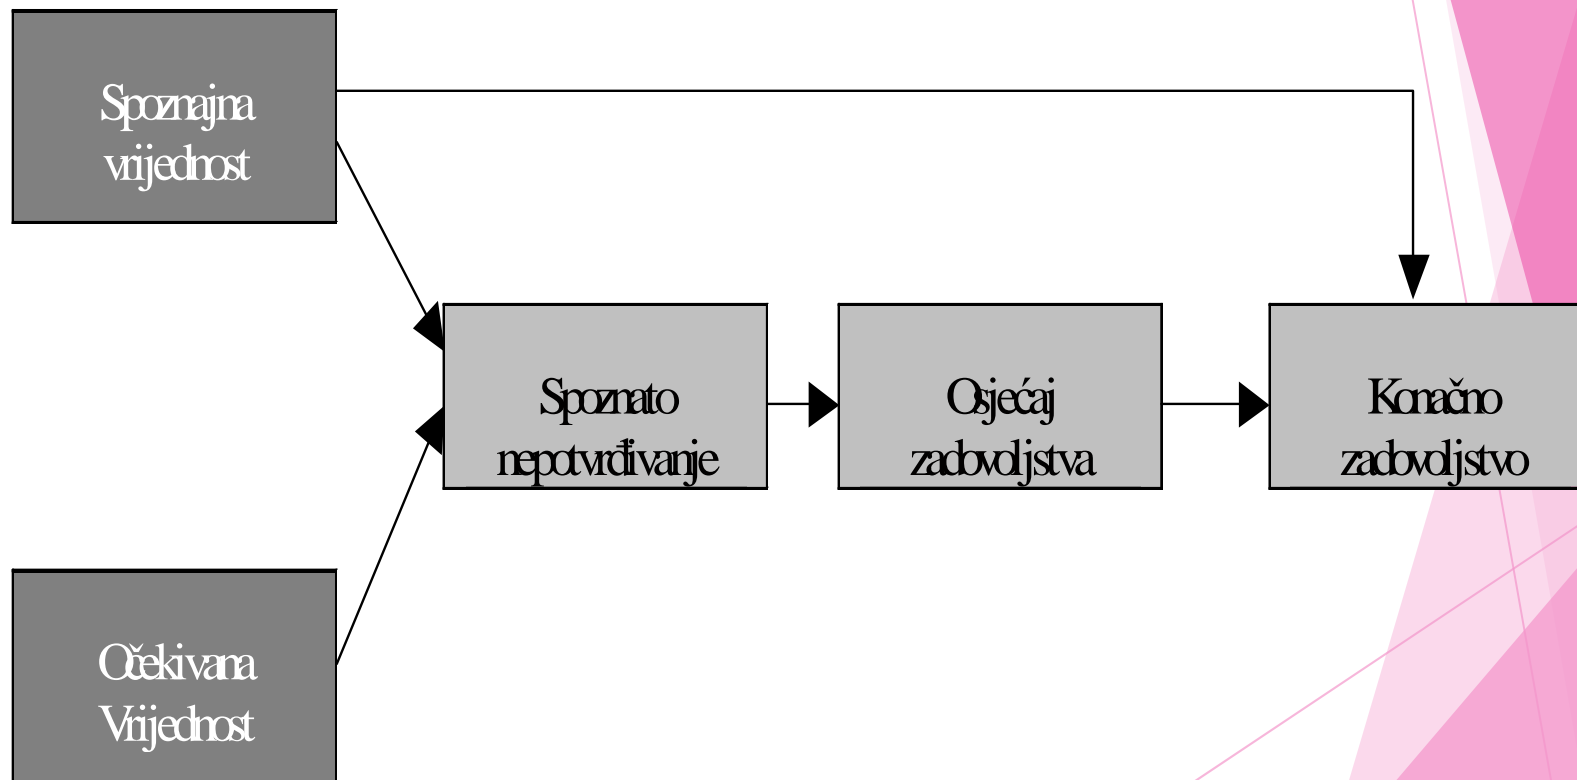 Spoznajna
vrijednost
Spoznato
nepotvrđivanje
Osjećaj
zadovoljstva
Konačno
zadovoljstvo
Očekivana
Vrijednost